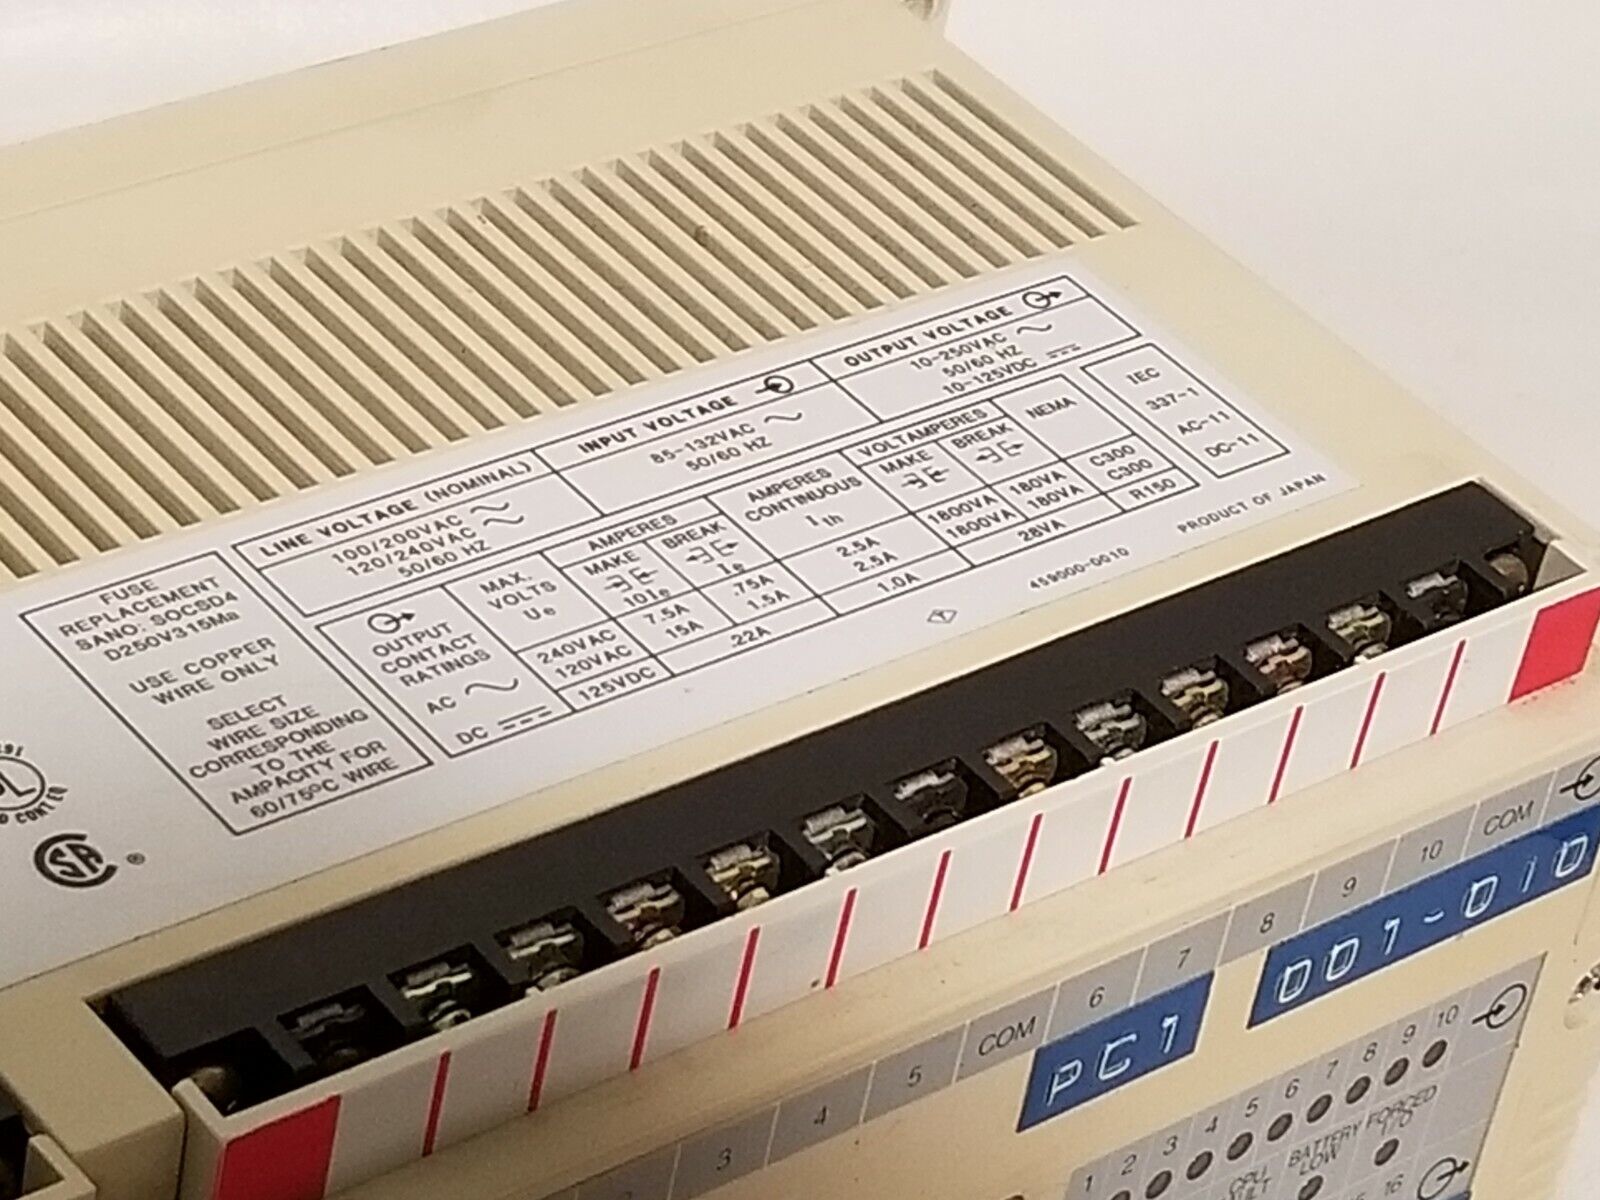 FUSE
REPLACEMENT
SANO: SOCSD4
D250V315Ma
USE COPPER
WIRE ONLY
SELECT
WIRE SIZE
CORRESPONDING
TO THE
AMPACITY FOR
60/75°C WIRE
LINE VOLTAGE (NOMINAL)
100/200VAC
120/240VAC
50/60 HZ
INPUT VOLTAGE
85-132VAC
50/60 HZ
OUTPUT VOLTAGE
10-250VAC
50/60 HZ
10-125VDC
OUTPUT
CONTACT
RATINGS
AC
DC
MAX.
VOLTS
Ue
240VAC
120VAC
125VDC
AMPERES
MAKE BREAK
10Ie Ie
7.5A .75A
15A 1.5A
.22A
AMPERES
CONTINUOUS
Ith
2.5A
2.5A
1.0A
VOLTAMPERES
MAKE BREAK
1800VA 180VA
1800VA 180VA
28VA
NEMA
C300
C300
R150
IEC
337-1
AC-11
DC-11
459000-0010
PRODUCT OF JAPAN
CONT EQ
SA ®
3 4 5 COM 6 7 8 9 10 COM
PC1
001-010
1 2 3 4 5 6 7 8 9 10
CPU
BATTERY
LOW
FORCED
I/O
16